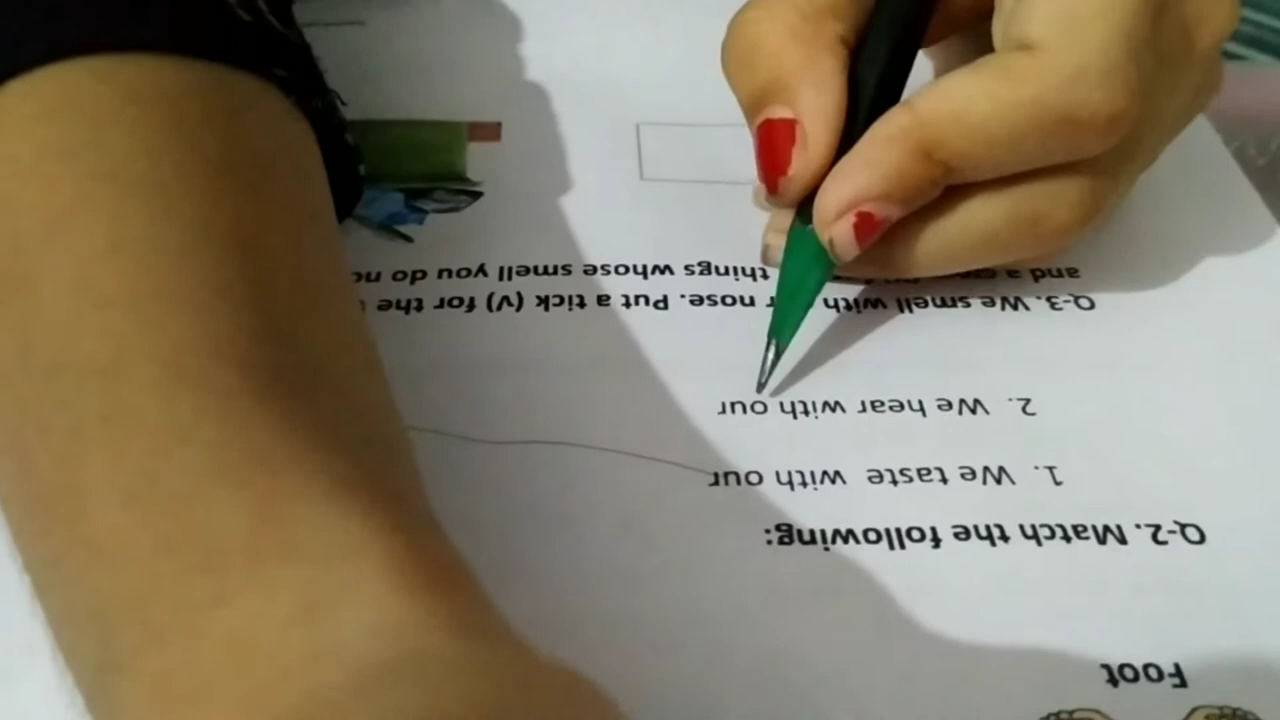 Foot
Q-2. Match the following:
1. We taste with our
2. We hear with our
Q-3. We smell with nose. Put a tick (v) for the
and a things whose smell you do